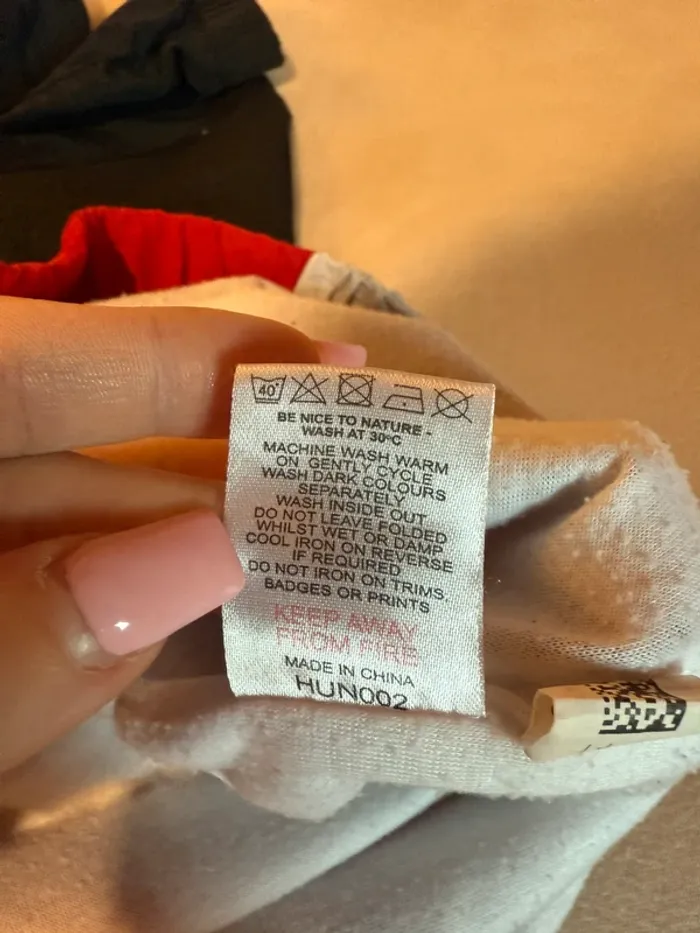 40°
BE NICE TO NATURE -
WASH AT 30°C
MACHINE WASH WARM
ON GENTLY CYCLE
WASH DARK COLOURS
SEPARATELY
WASH INSIDE OUT
DO NOT LEAVE FOLDED
WHILST WET OR DAMP
COOL IRON ON REVERSE
IF REQUIRED
DO NOT IRON ON TRIMS,
BADGES OR PRINTS
KEEP AWAY
FROM FIRE
MADE IN CHINA
HUN002